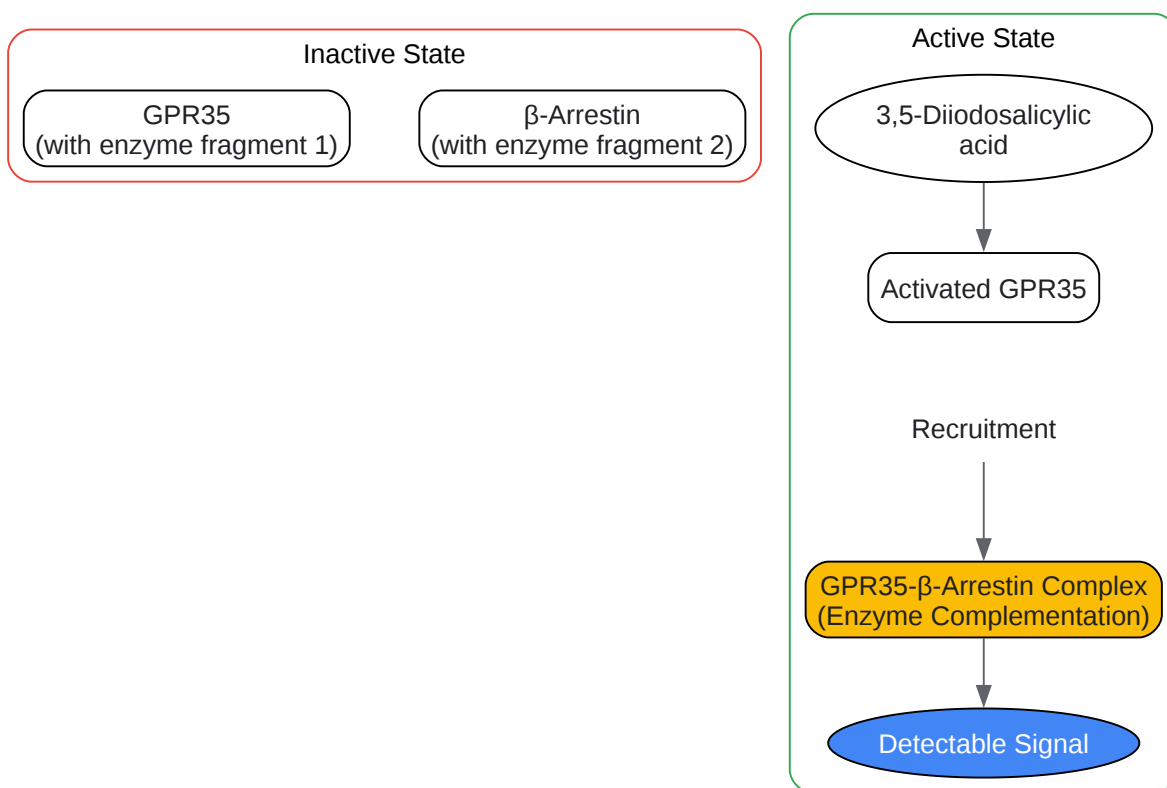 Inactive State
GPR35
(with enzyme fragment 1)
β-Arrestin
(with enzyme fragment 2)
Active State
3,5-Diiodosalicylic
acid
Activated GPR35
Recruitment
GPR35-β-Arrestin Complex
(Enzyme Complementation)
Detectable Signal